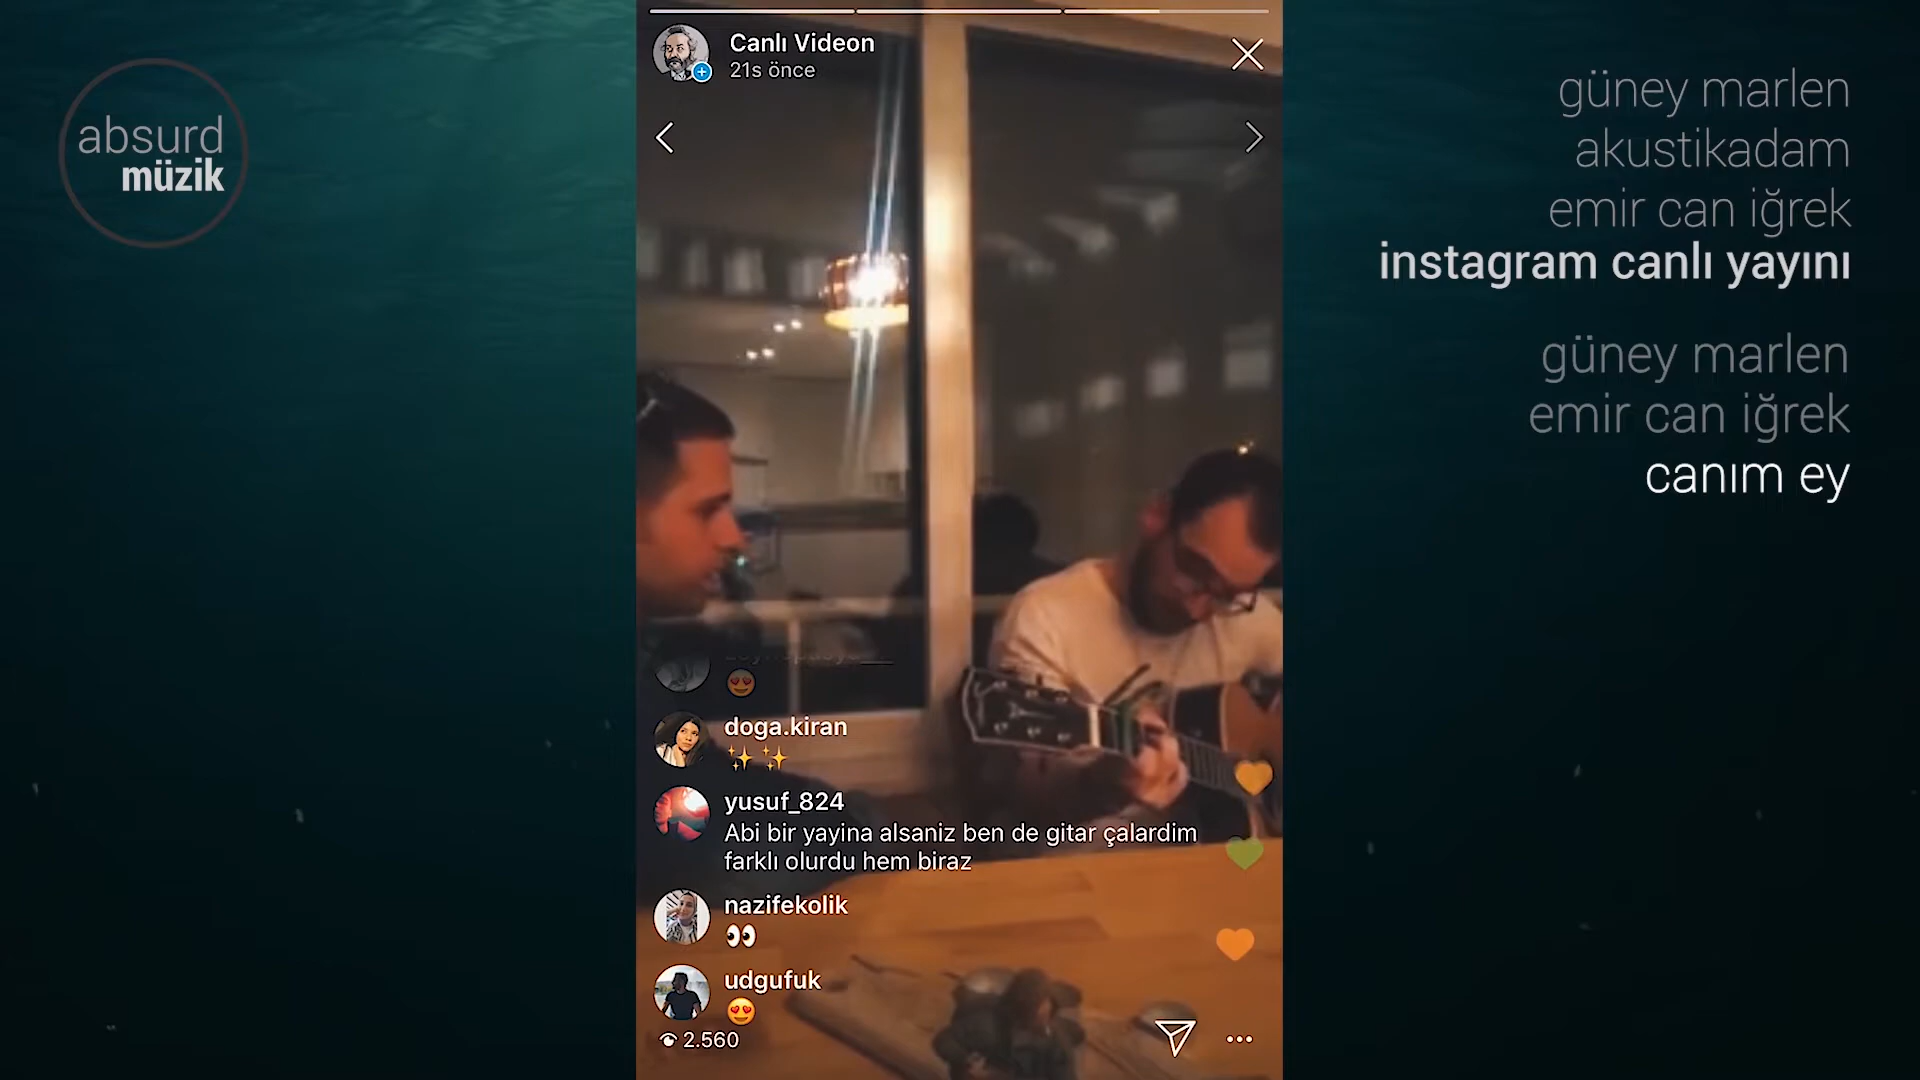 absurd
müzik
Canlı Videon
21s önce
doga.kiran
yusuf_824
Abi bir yayina alsaniz ben de gitar çalardim
farklı olurdu hem biraz
nazifekolik
udgufuk
2.560
güney marlen
akustikadam
emir can iğrek
instagram canlı yayını
güney marlen
emir can iğrek
canım ey